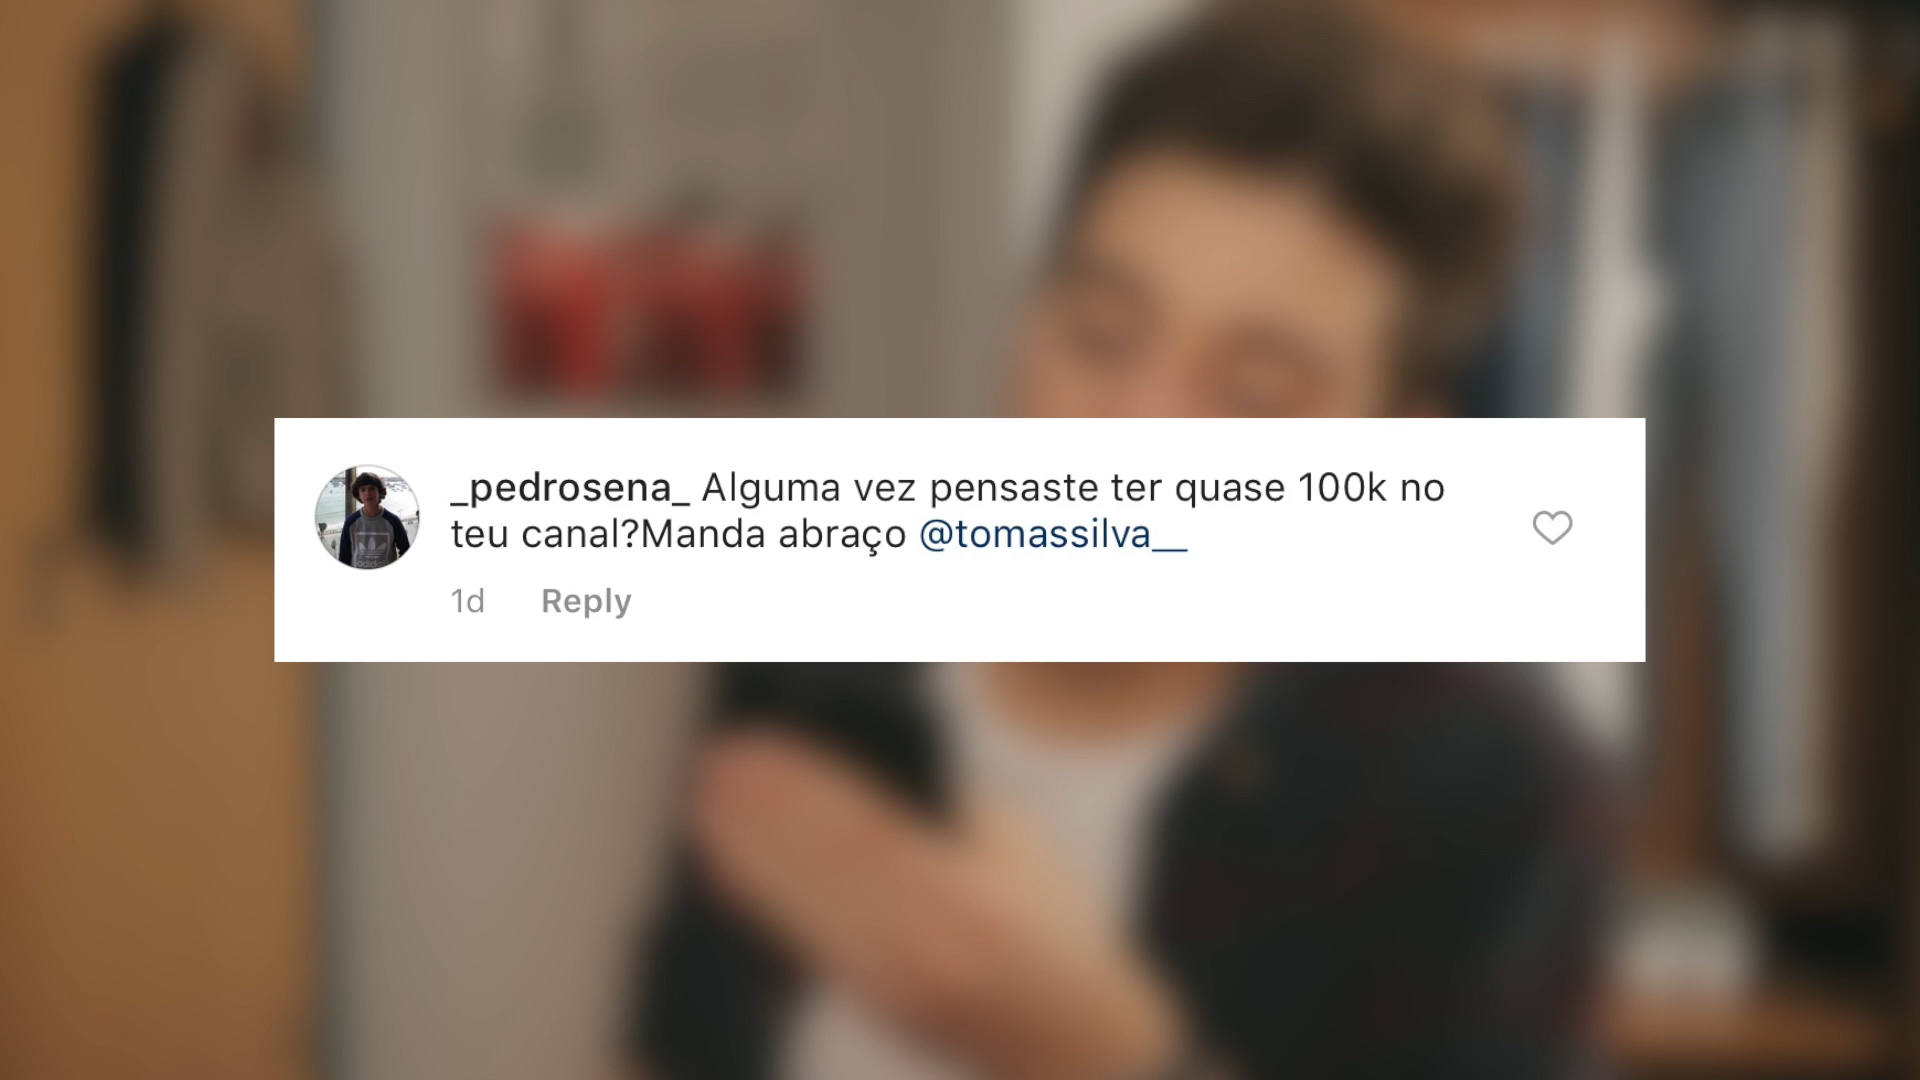 _pedrosena_ Alguma vez pensaste ter quase 100k no
teu canal?Manda abraço @tomassilva__
1d Reply